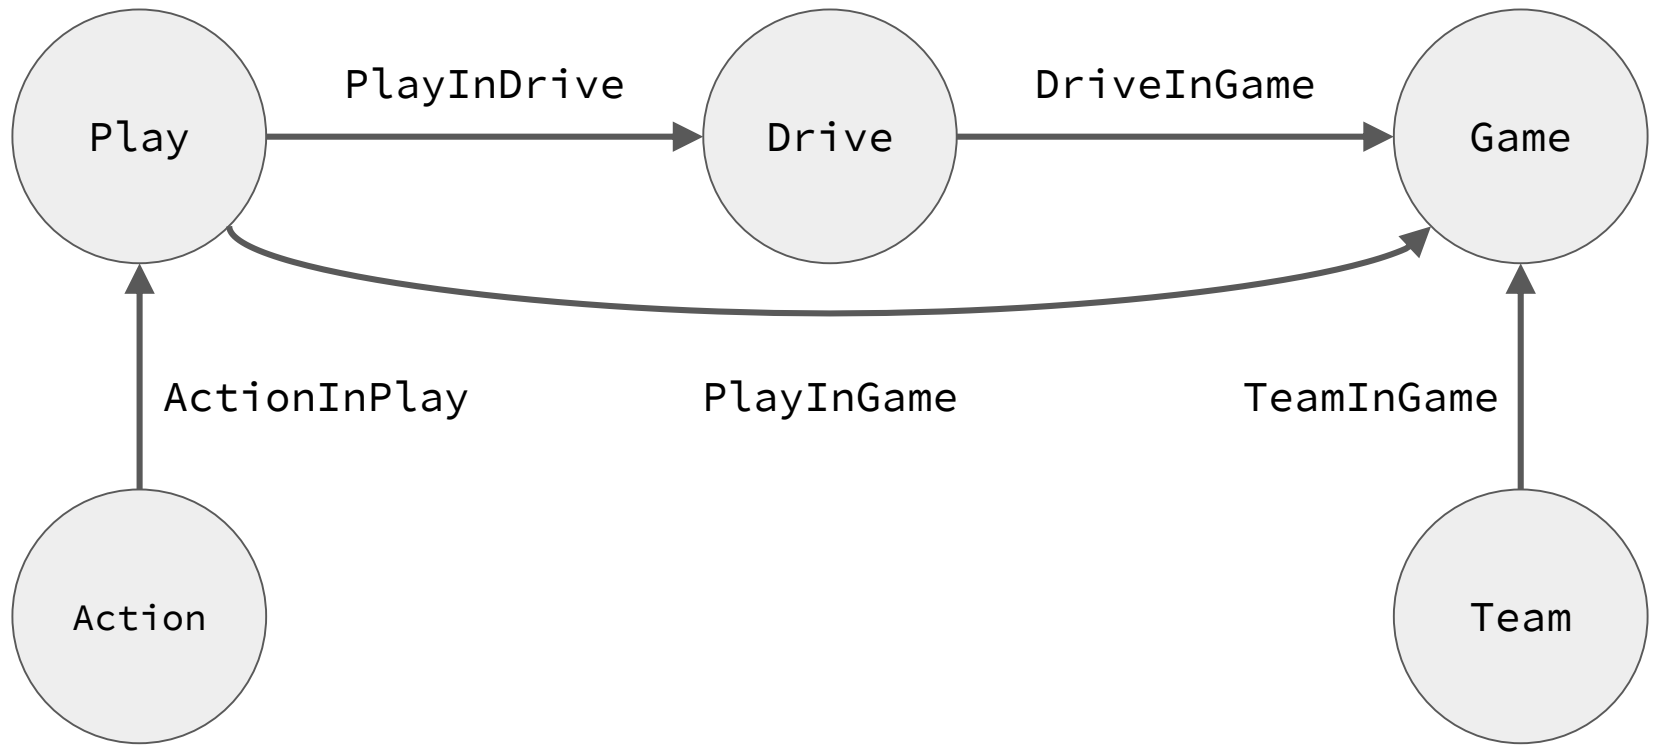 PlayInDrive
DriveInGame
Play
Drive
Game
ActionInPlay
PlayInGame
TeamInGame
Action
Team